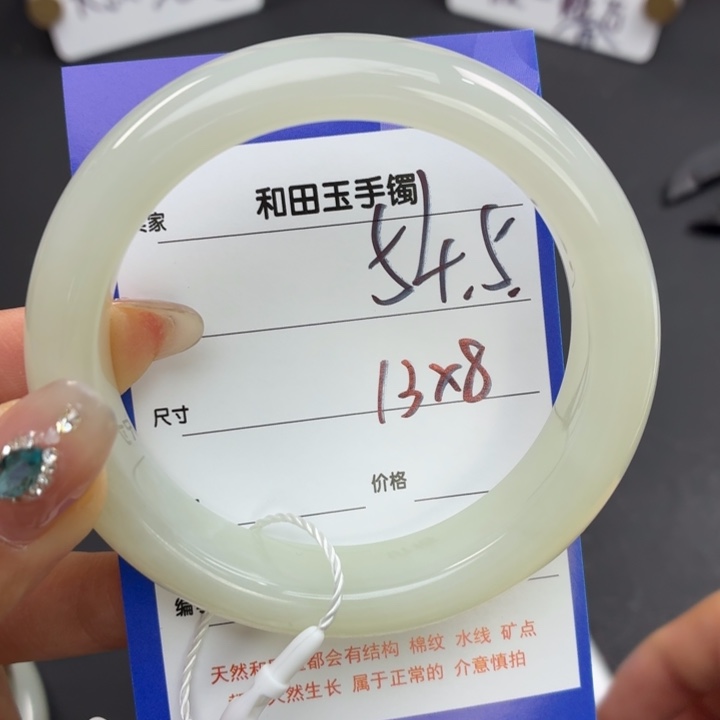 和田玉手镯
家
54.5.
尺寸
13x8
价格
编
天然和 都会有结构 棉纹 水线 矿点
天然生长 属于正常的 介意慎拍